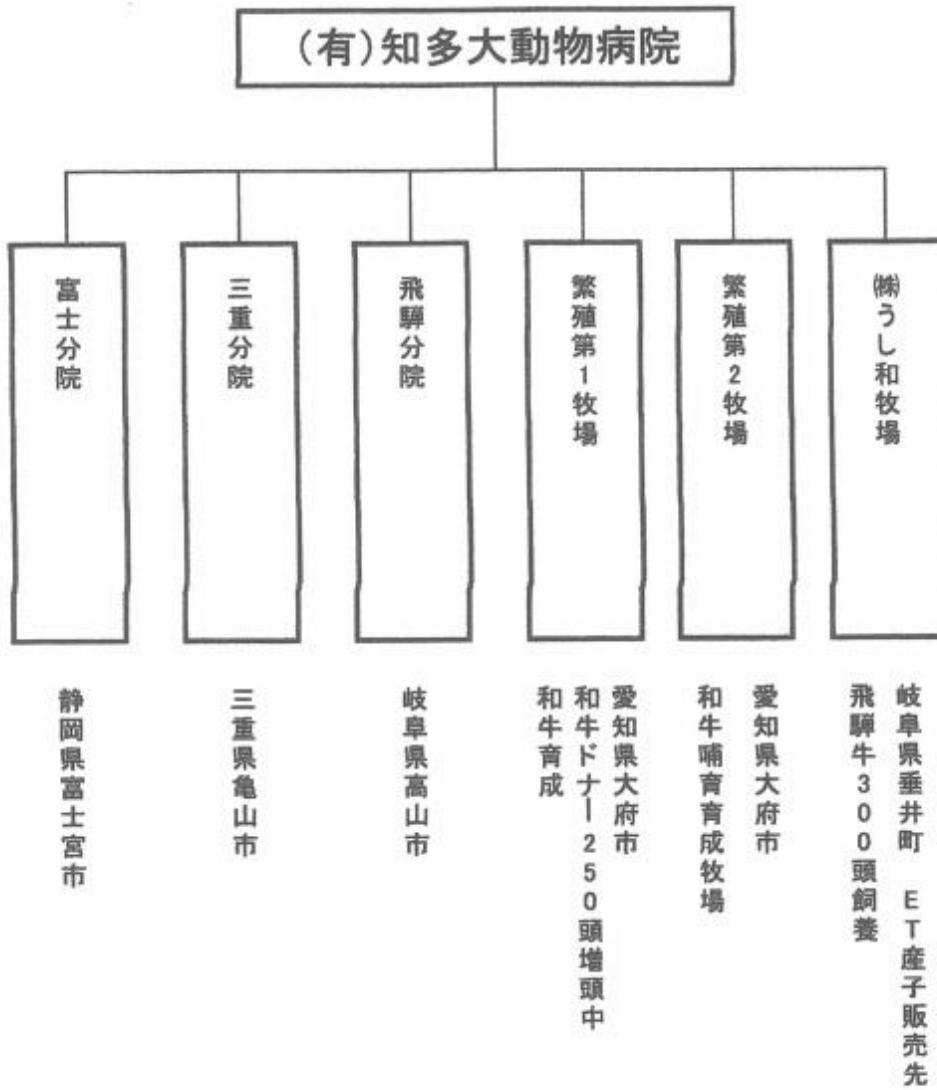 (有)知多大動物病院
富士分院
三重分院
飛騨分院
繁殖第1牧場
繁殖第2牧場
㈱うし和牧場
静岡県富士宮市
三重県亀山市
岐阜県高山市
愛知県大府市
和牛ドナー250頭増頭中
和牛育成
愛知県大府市
和牛哺育育成牧場
岐阜県垂井町 ET産子販売先
飛騨牛300頭飼養